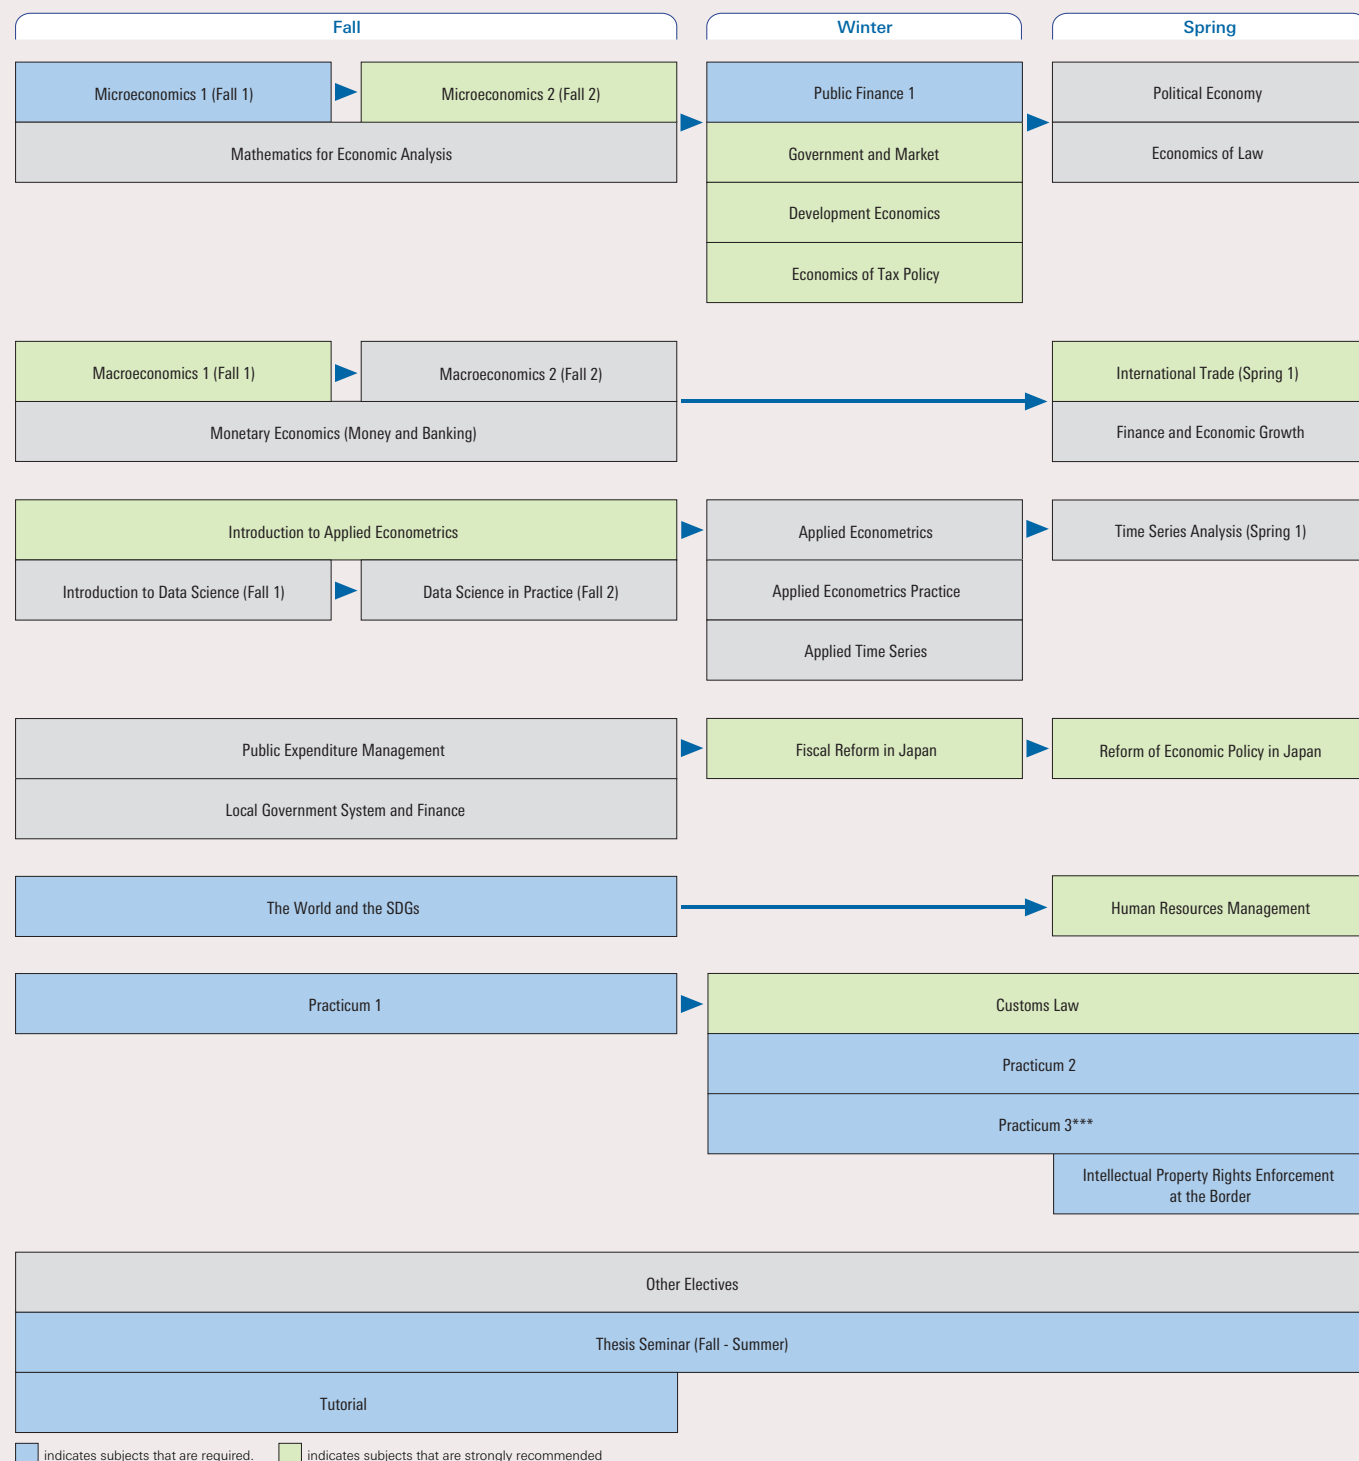 Fall
Winter
Spring
Microeconomics 1 (Fall 1)
Microeconomics 2 (Fall 2)
Public Finance 1
Political Economy
Mathematics for Economic Analysis
Government and Market
Economics of Law
Development Economics
Economics of Tax Policy
Macroeconomics 1 (Fall 1)
Macroeconomics 2 (Fall 2)
International Trade (Spring 1)
Monetary Economics (Money and Banking)
Finance and Economic Growth
Introduction to Applied Econometrics
Applied Econometrics
Time Series Analysis (Spring 1)
Introduction to Data Science (Fall 1)
Data Science in Practice (Fall 2)
Applied Econometrics Practice
Applied Time Series
Public Expenditure Management
Fiscal Reform in Japan
Reform of Economic Policy in Japan
Local Government System and Finance
The World and the SDGs
Human Resources Management
Practicum 1
Customs Law
Practicum 2
Practicum 3***
Intellectual Property Rights Enforcement
at the Border
Other Electives
Thesis Seminar (Fall - Summer)
Tutorial
indicates subjects that are required.
indicates subjects that are strongly recommended